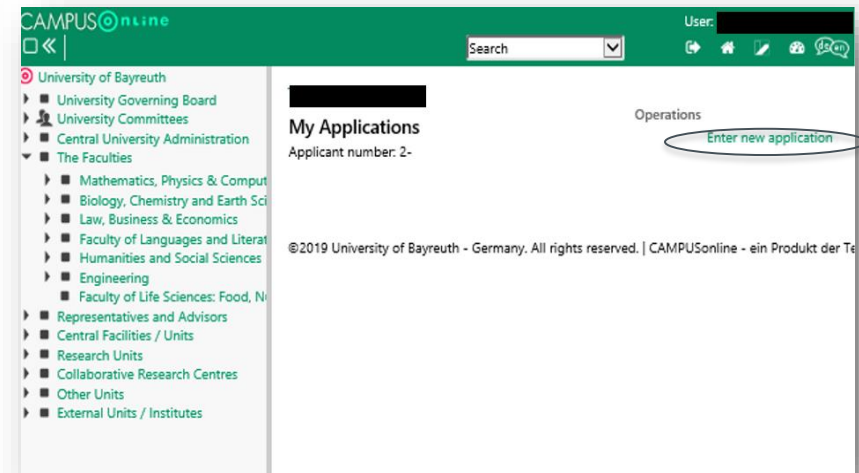 CAMPUSonline
User:
Search
de en
University of Bayreuth
University Governing Board
University Committees
Central University Administration
The Faculties
Mathematics, Physics & Comput
Biology, Chemistry and Earth Sci
Law, Business & Economics
Faculty of Languages and Literat
Humanities and Social Sciences
Engineering
Faculty of Life Sciences: Food, Nu
Representatives and Advisors
Central Facilities / Units
Research Units
Collaborative Research Centres
Other Units
External Units / Institutes
My Applications
Applicant number: 2-
Operations
Enter new application
©2019 University of Bayreuth - Germany. All rights reserved. | CAMPUSonline - ein Produkt der Te